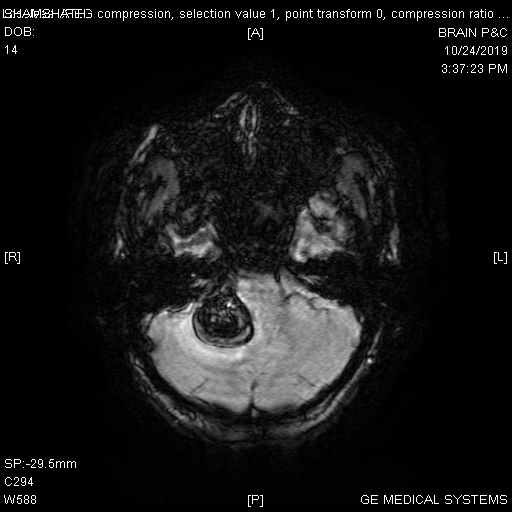 compression, selection value 1, point transform 0, compression ratio ...
DOB:
[A]
BRAIN P&C
14
10/24/2019
3:37:23 PM
[R]
[L]
SP:-29.5mm
C294
W588
[P]
GE MEDICAL SYSTEMS